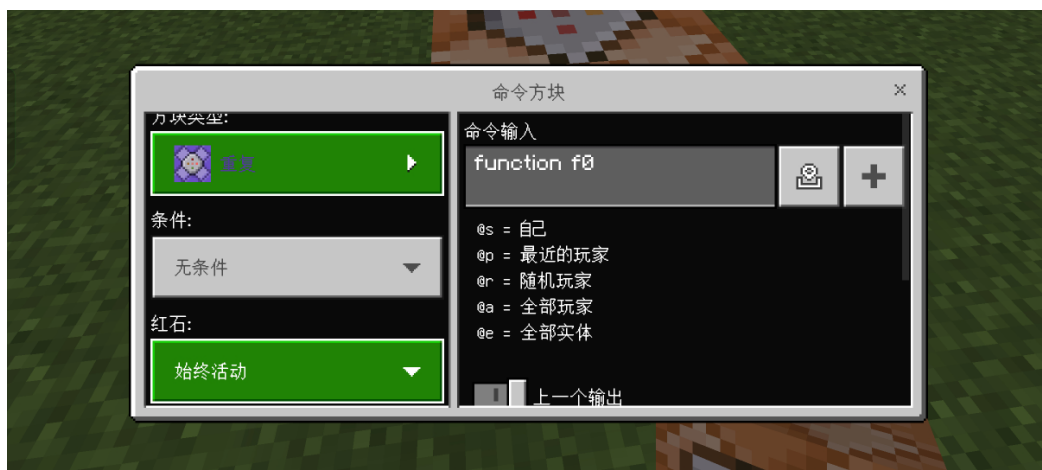 命令方块
方块类型:
重复
条件:
无条件
红石:
始终活动
命令输入
function f0
@s = 自己
@p = 最近的玩家
@r = 随机玩家
@a = 全部玩家
@e = 全部实体
上一个输出